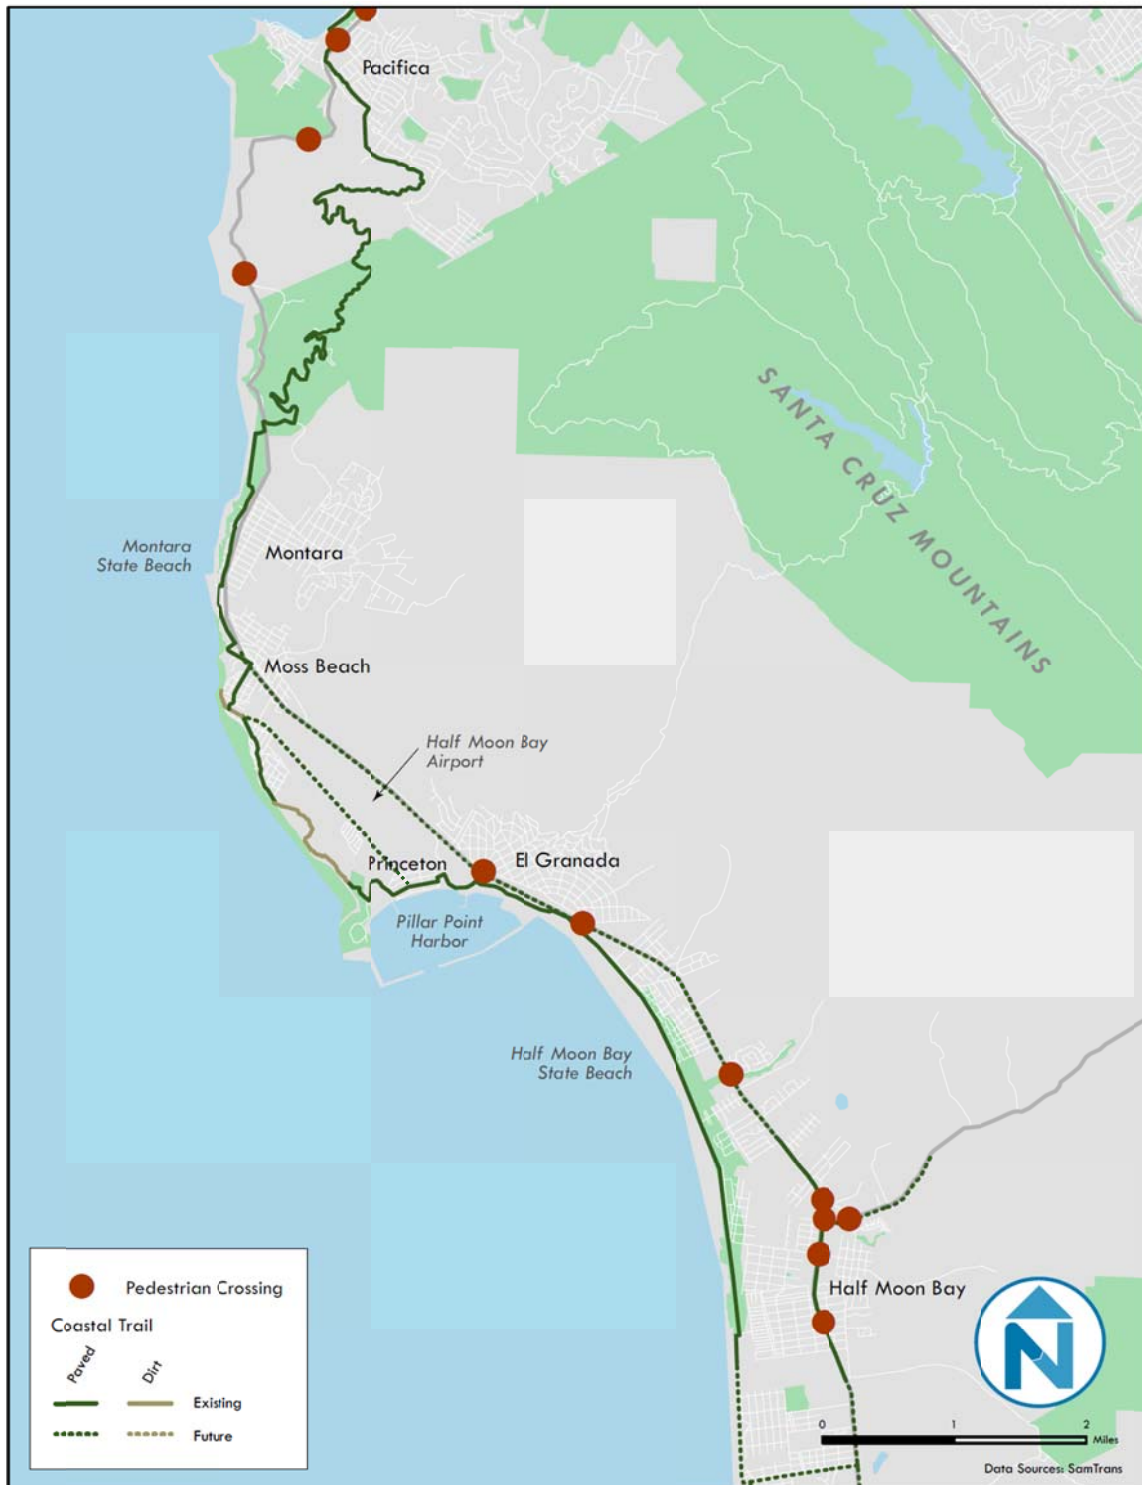 Pacifica
SANTA CRUZ MOUNTAINS
Montara
State Beach
Montara
Moss Beach
Half Moon Bay
Airport
El Granada
Princeton
Pillar Point
Harbor
Half Moon Bay
State Beach
Half Moon Bay
Pedestrian Crossing
Coastal Trail
Paved
Dirt
Existing
Future
N
0 1 2
Miles
Data Sources: SamTrans